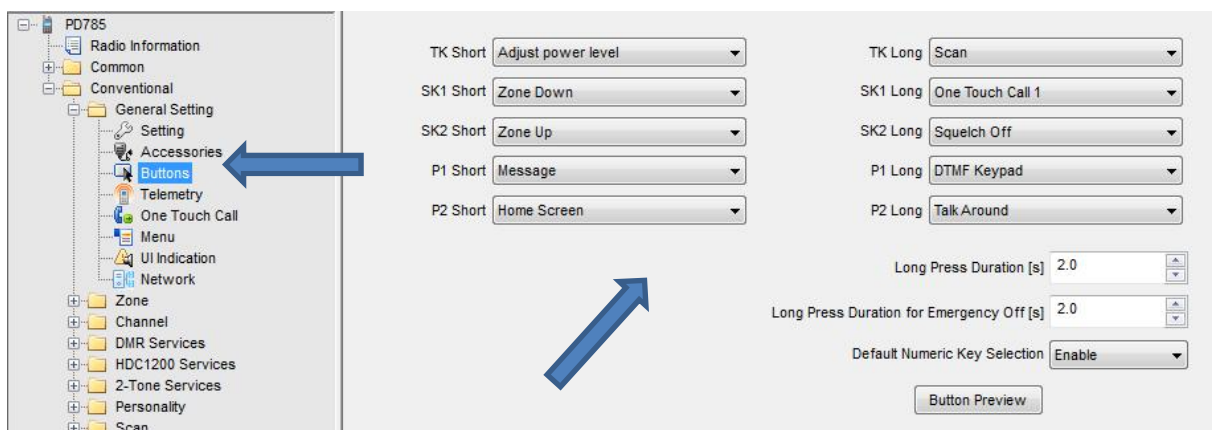 PD785
Radio Information
Common
Conventional
General Setting
Setting
Accessories
Buttons
Telemetry
One Touch Call
Menu
UI Indication
Network
Zone
Channel
DMR Services
HDC1200 Services
2-Tone Services
Personality
Scan
TK Short Adjust power level TK Long Scan
SK1 Short Zone Down SK1 Long One Touch Call 1
SK2 Short Zone Up SK2 Long Squelch Off
P1 Short Message P1 Long DTMF Keypad
P2 Short Home Screen P2 Long Talk Around
Long Press Duration [s] 2.0
Long Press Duration for Emergency Off [s] 2.0
Default Numeric Key Selection Enable
Button Preview